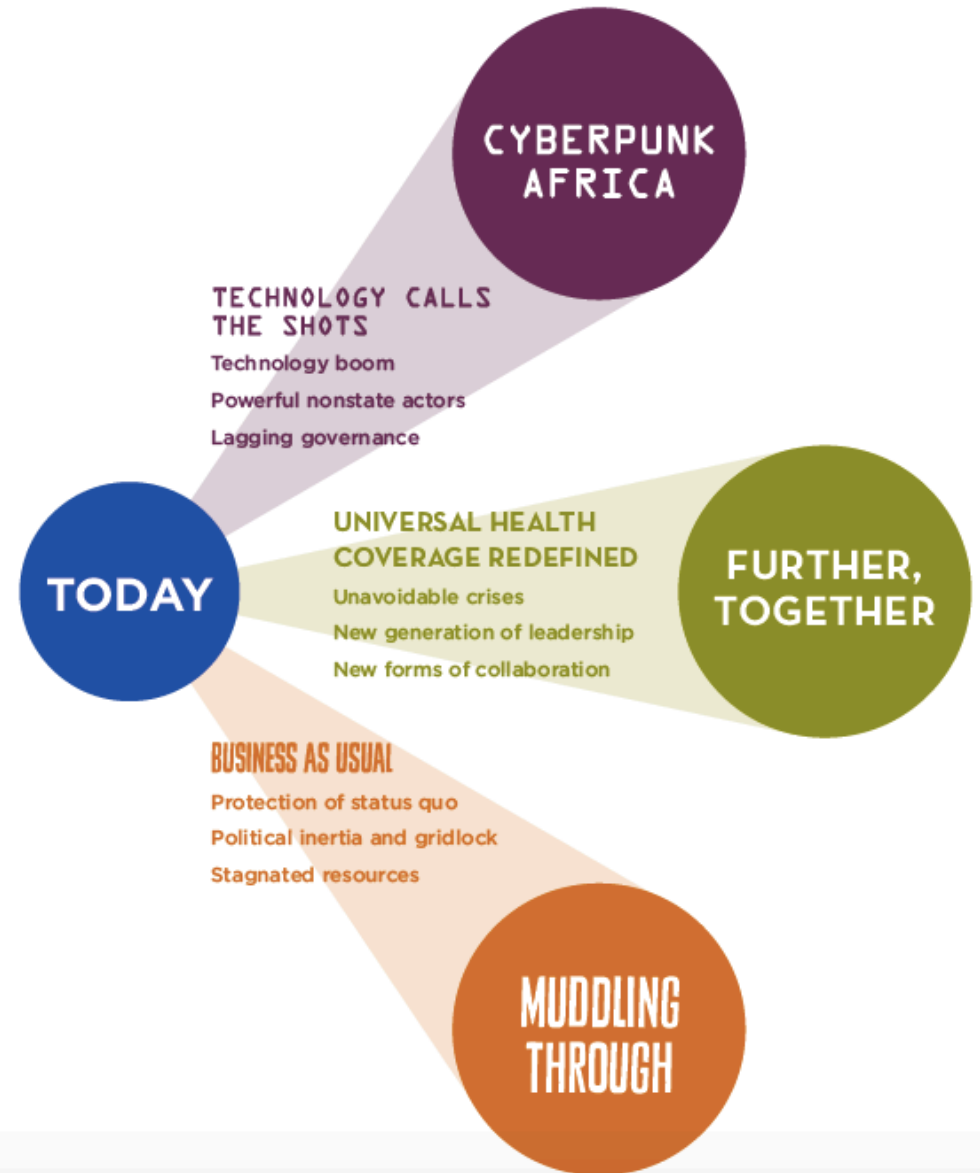 CYBERPUNK
AFRICA
TECHNOLOGY CALLS
THE SHOTS
Technology boom
Powerful nonstate actors
Lagging governance
TODAY
UNIVERSAL HEALTH
COVERAGE REDEFINED
Unavoidable crises
New generation of leadership
New forms of collaboration
FURTHER,
TOGETHER
BUSINESS AS USUAL
Protection of status quo
Political inertia and gridlock
Stagnated resources
MUDDLING
THROUGH